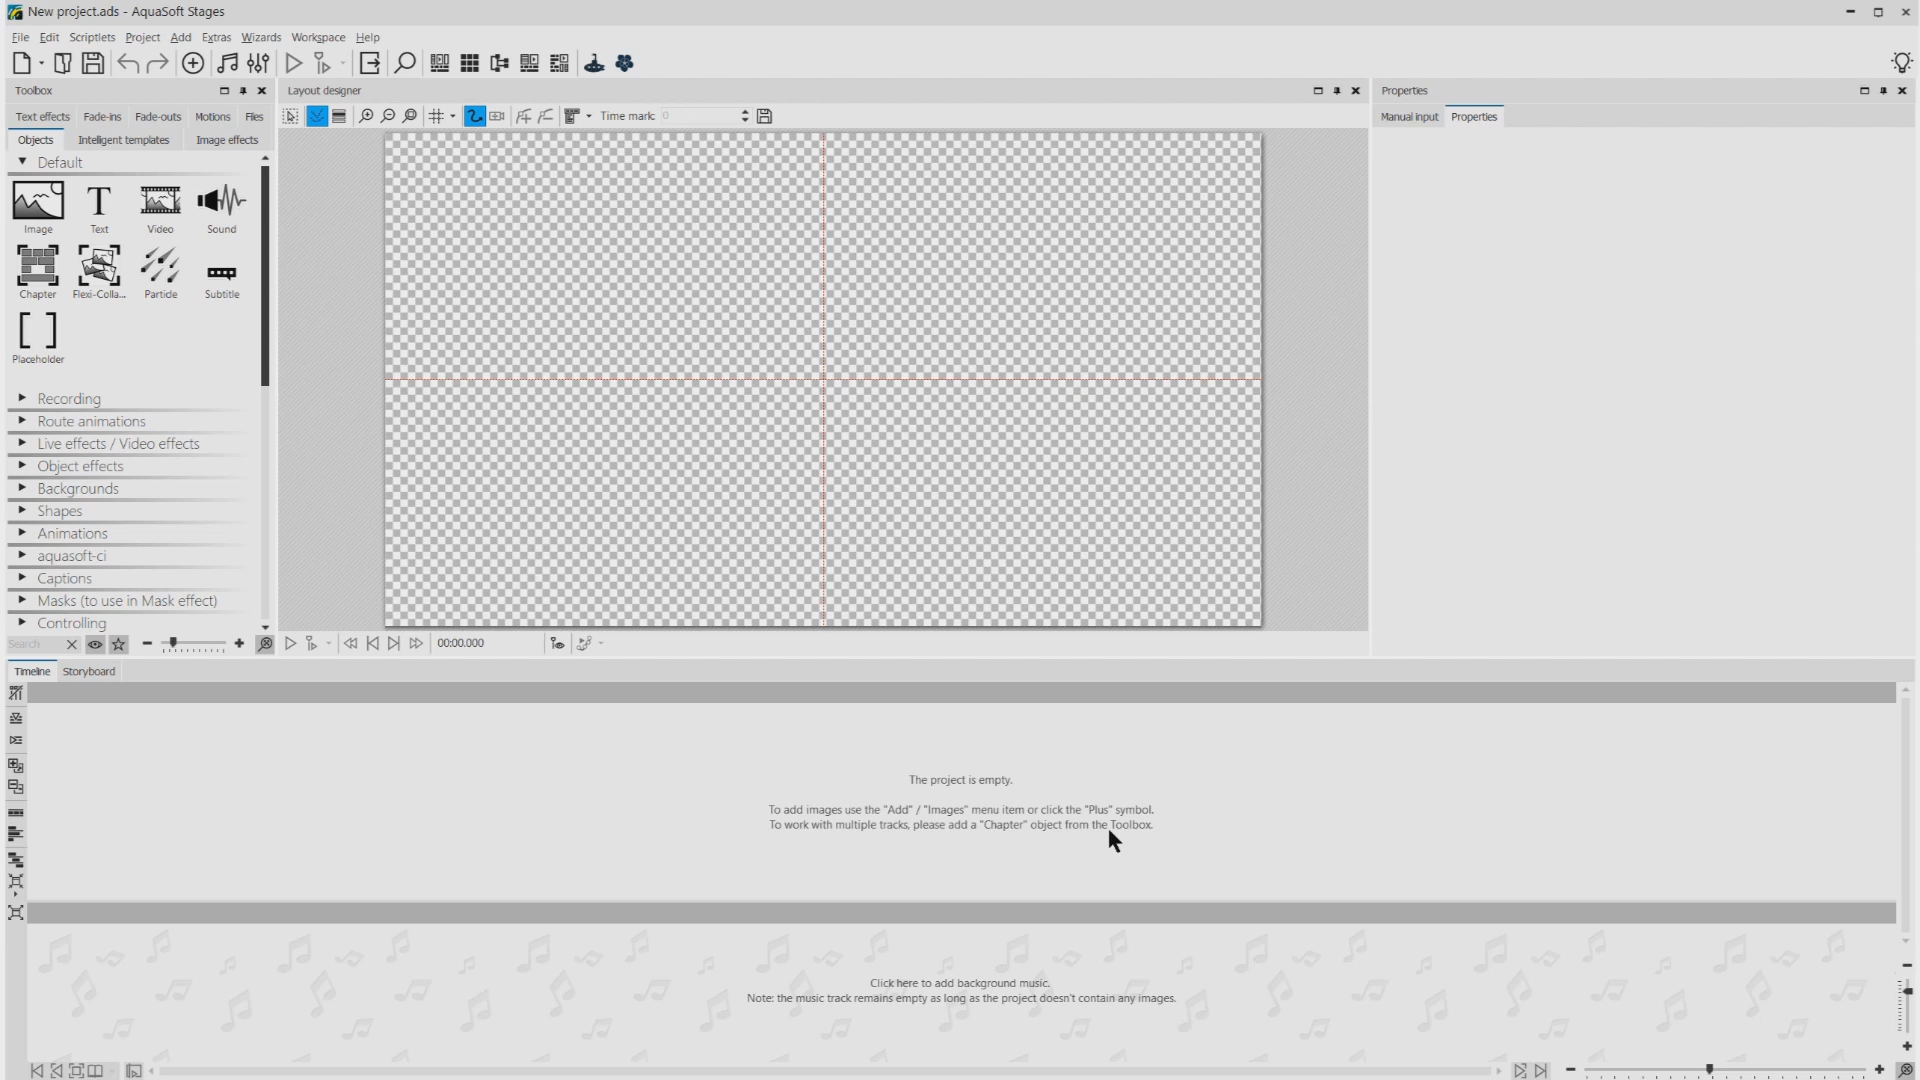 New project.ads - AquaSoft Stages
File Edit Scriptlets Project Add Extras Wizards Workspace Help
Toolbox
Text effects Fade-ins Fade-outs Motions Files
Objects Intelligent templates Image effects
Default
Image Text Video Sound
Chapter Flexi-Colla... Particle Subtitle
Placeholder
Recording
Route animations
Live effects / Video effects
Object effects
Backgrounds
Shapes
Animations
aquasoft-ci
Captions
Masks (to use in Mask effect)
Controlling
Search
Layout designer
Time mark: 0
00:00.000
Properties
Manual input Properties
Timeline Storyboard
The project is empty.
To add images use the "Add" / "Images" menu item or click the "Plus" symbol.
To work with multiple tracks, please add a "Chapter" object from the Toolbox.
Click here to add background music.
Note: the music track remains empty as long as the project doesn't contain any images.